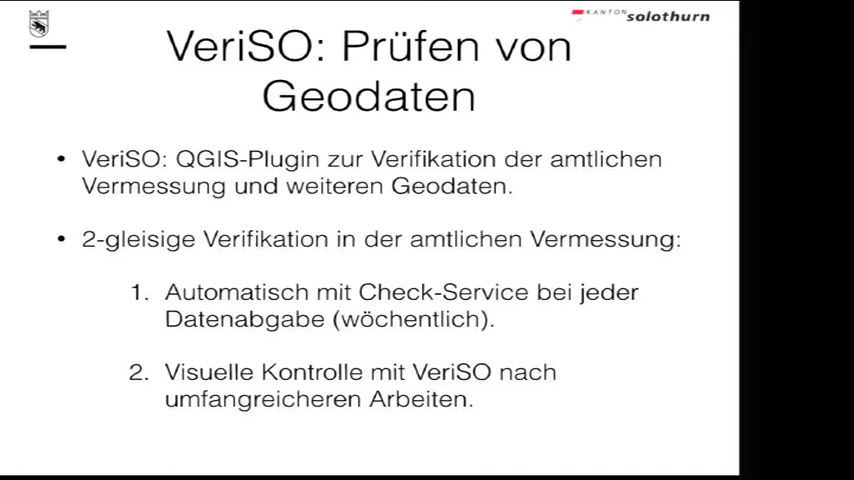 KANTON solothurn
VeriSO: Prüfen von
Geodaten
• VeriSO: QGIS-Plugin zur Verifikation der amtlichen
Vermessung und weiteren Geodaten.
• 2-gleisige Verifikation in der amtlichen Vermessung:
1. Automatisch mit Check-Service bei jeder
Datenabgabe (wöchentlich).
2. Visuelle Kontrolle mit VeriSO nach
umfangreicheren Arbeiten.